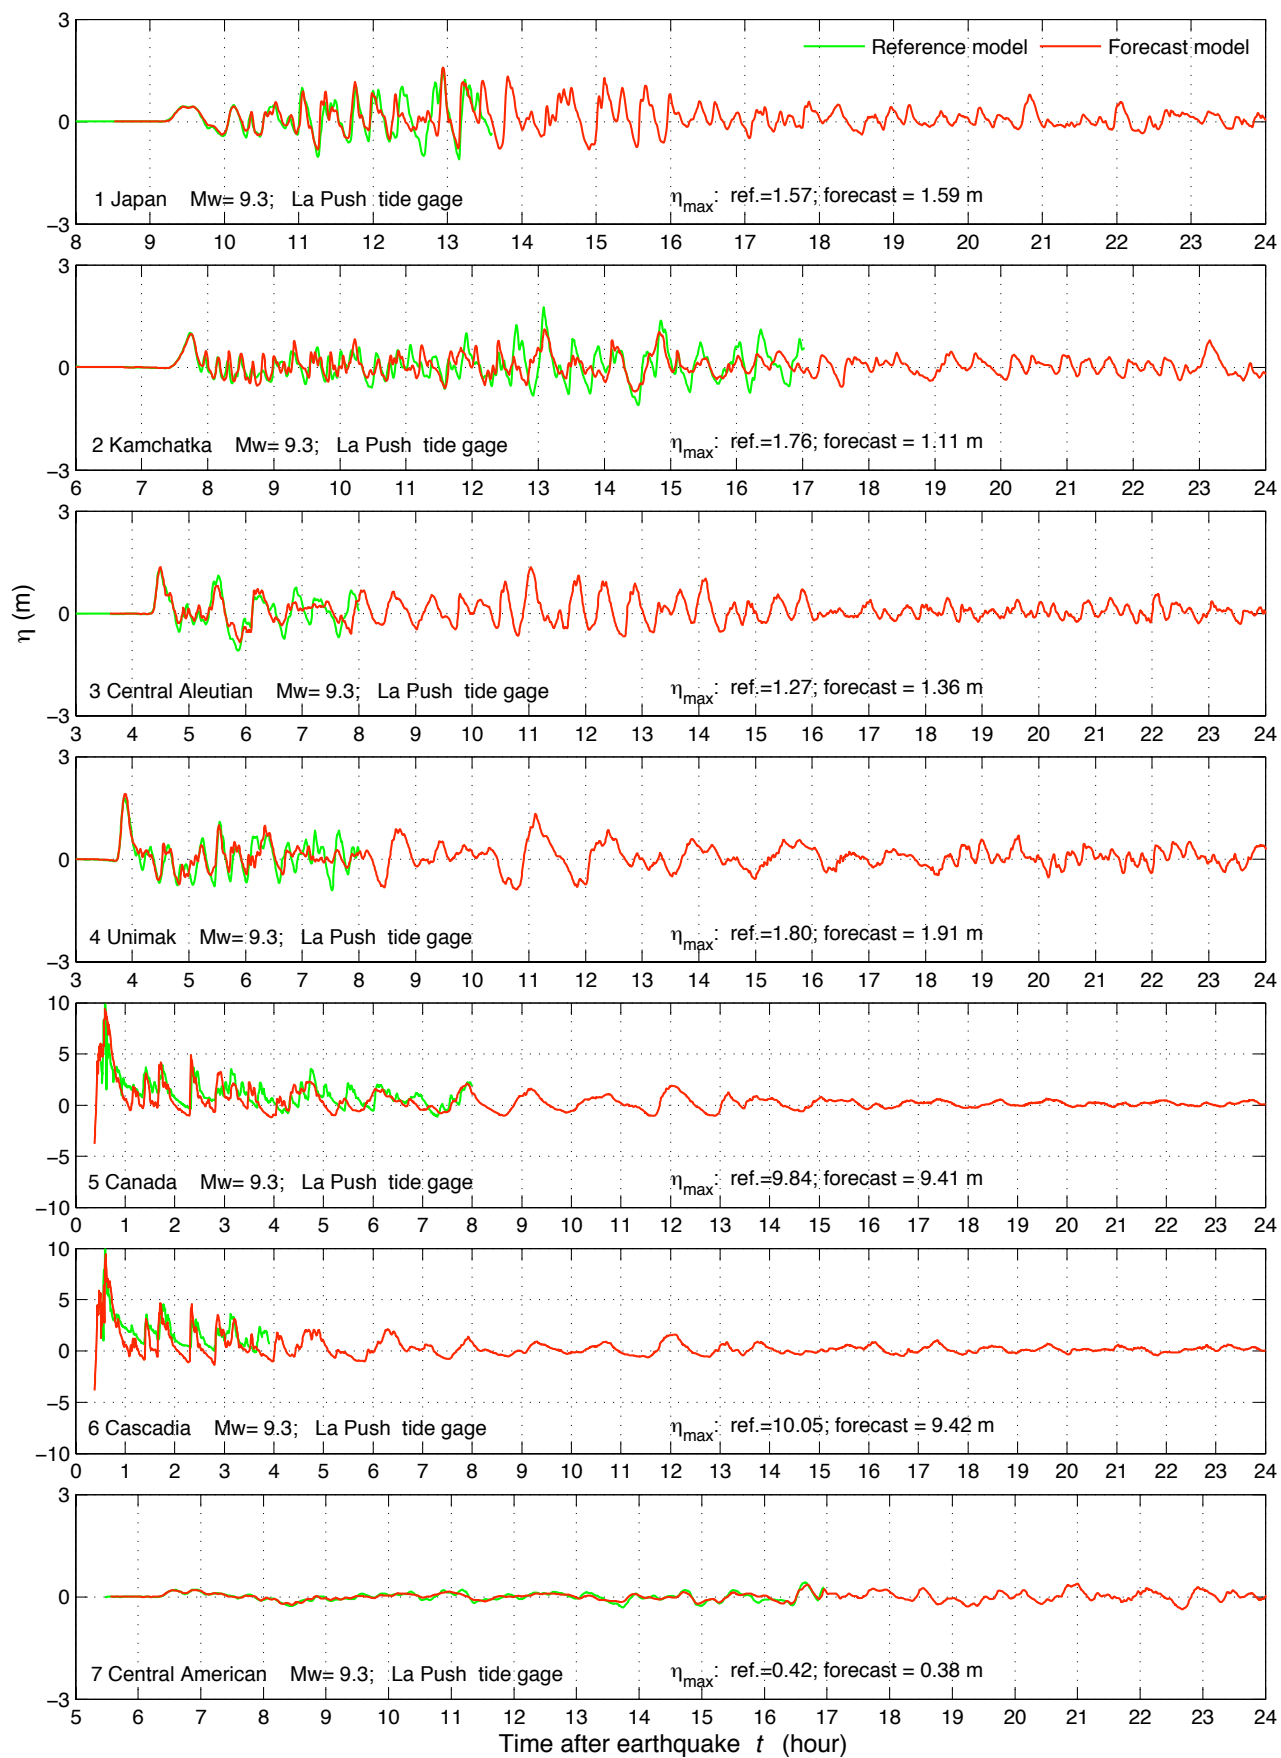 3
Reference model Forecast model
0
1 Japan Mw= 9.3; La Push tide gage ηmax: ref.=1.57; forecast = 1.59 m
−3
8 9 10 11 12 13 14 15 16 17 18 19 20 21 22 23 24
3
0
2 Kamchatka Mw= 9.3; La Push tide gage ηmax: ref.=1.76; forecast = 1.11 m
−3
6 7 8 9 10 11 12 13 14 15 16 17 18 19 20 21 22 23 24
3
0
η (m)
3 Central Aleutian Mw= 9.3; La Push tide gage ηmax: ref.=1.27; forecast = 1.36 m
−3
3 4 5 6 7 8 9 10 11 12 13 14 15 16 17 18 19 20 21 22 23 24
3
0
4 Unimak Mw= 9.3; La Push tide gage ηmax: ref.=1.80; forecast = 1.91 m
−3
3 4 5 6 7 8 9 10 11 12 13 14 15 16 17 18 19 20 21 22 23 24
10
5
0
−5
5 Canada Mw= 9.3; La Push tide gage ηmax: ref.=9.84; forecast = 9.41 m
−10
0 1 2 3 4 5 6 7 8 9 10 11 12 13 14 15 16 17 18 19 20 21 22 23 24
10
5
0
−5
6 Cascadia Mw= 9.3; La Push tide gage ηmax: ref.=10.05; forecast = 9.42 m
−10
0 1 2 3 4 5 6 7 8 9 10 11 12 13 14 15 16 17 18 19 20 21 22 23 24
3
0
7 Central American Mw= 9.3; La Push tide gage ηmax: ref.=0.42; forecast = 0.38 m
−3
5 6 7 8 9 10 11 12 13 14 15 16 17 18 19 20 21 22 23 24
Time after earthquake t (hour)